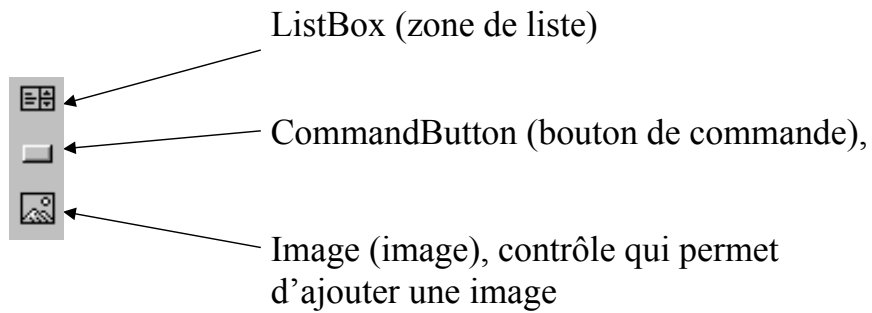 ListBox (zone de liste)
CommandButton (bouton de commande),
Image (image), contrôle qui permet
d’ajouter une image